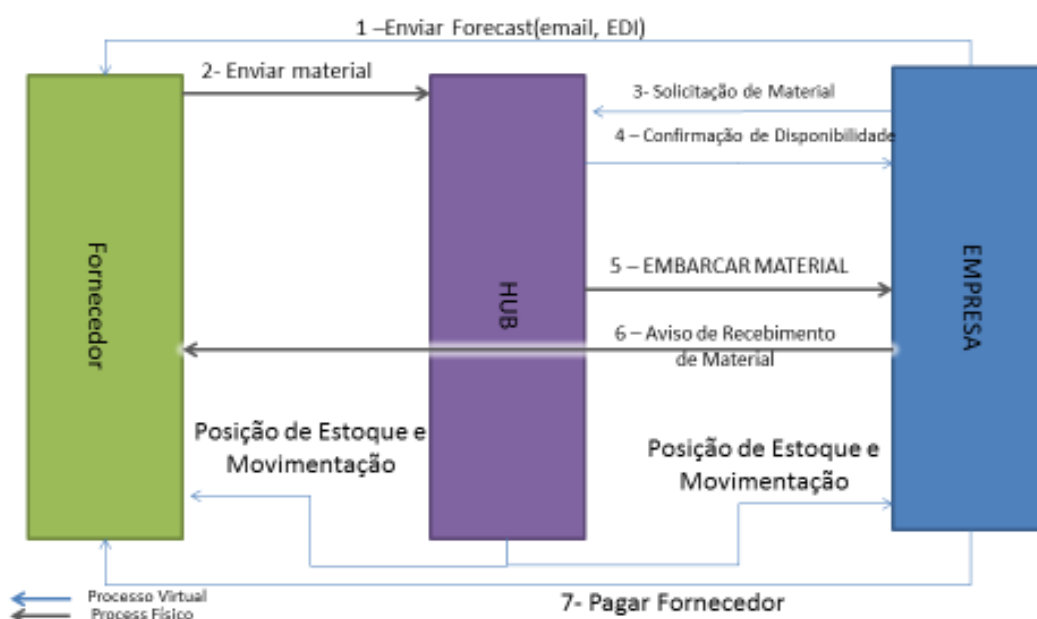 1 –Enviar Forecast(email, EDI)
2- Enviar material
3- Solicitação de Material
4 – Confirmação de Disponibilidade
Fornecedor
HUB
EMPRESA
5 – EMBARCAR MATERIAL
6 – Aviso de Recebimento
de Material
Posição de Estoque e
Movimentação
Posição de Estoque e
Movimentação
Processo Virtual
Process Físico
7- Pagar Fornecedor